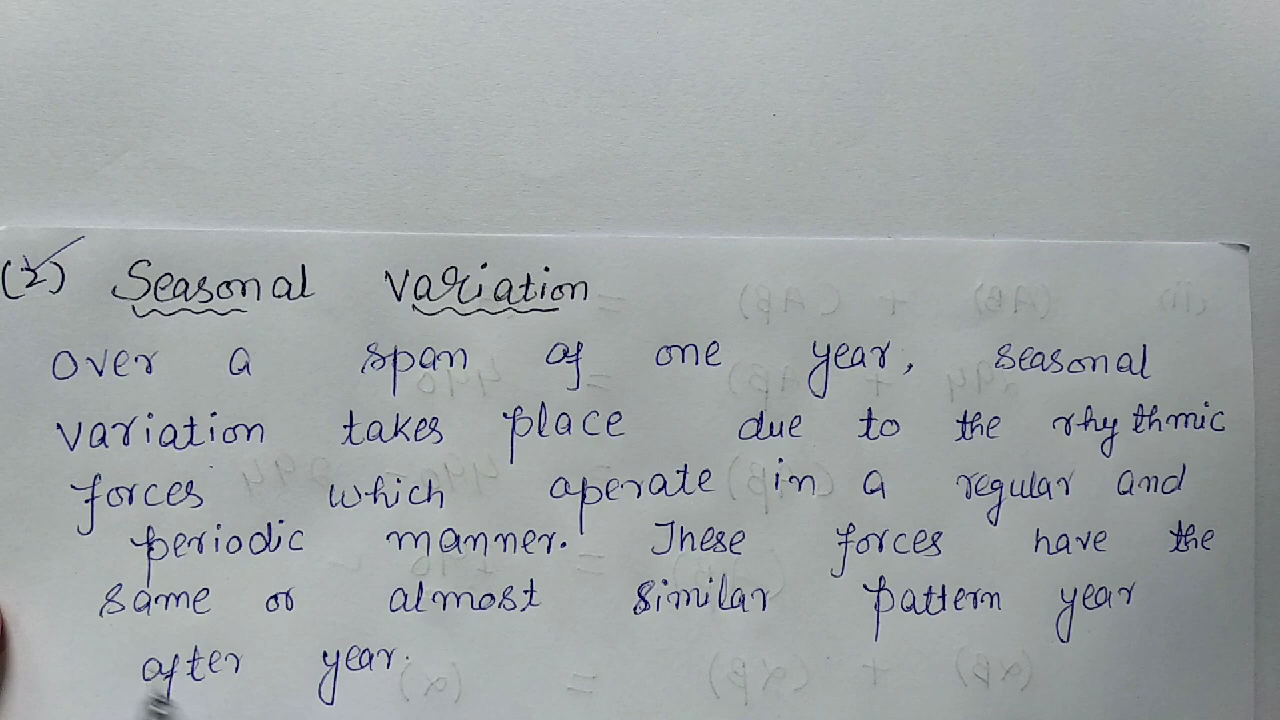 (2) Seasonal Variation
over a span of one year, seasonal
variation takes place due to the rhythmic
forces which operate in a regular and
periodic manner. These forces have the
same or almost similar pattern year
after year.